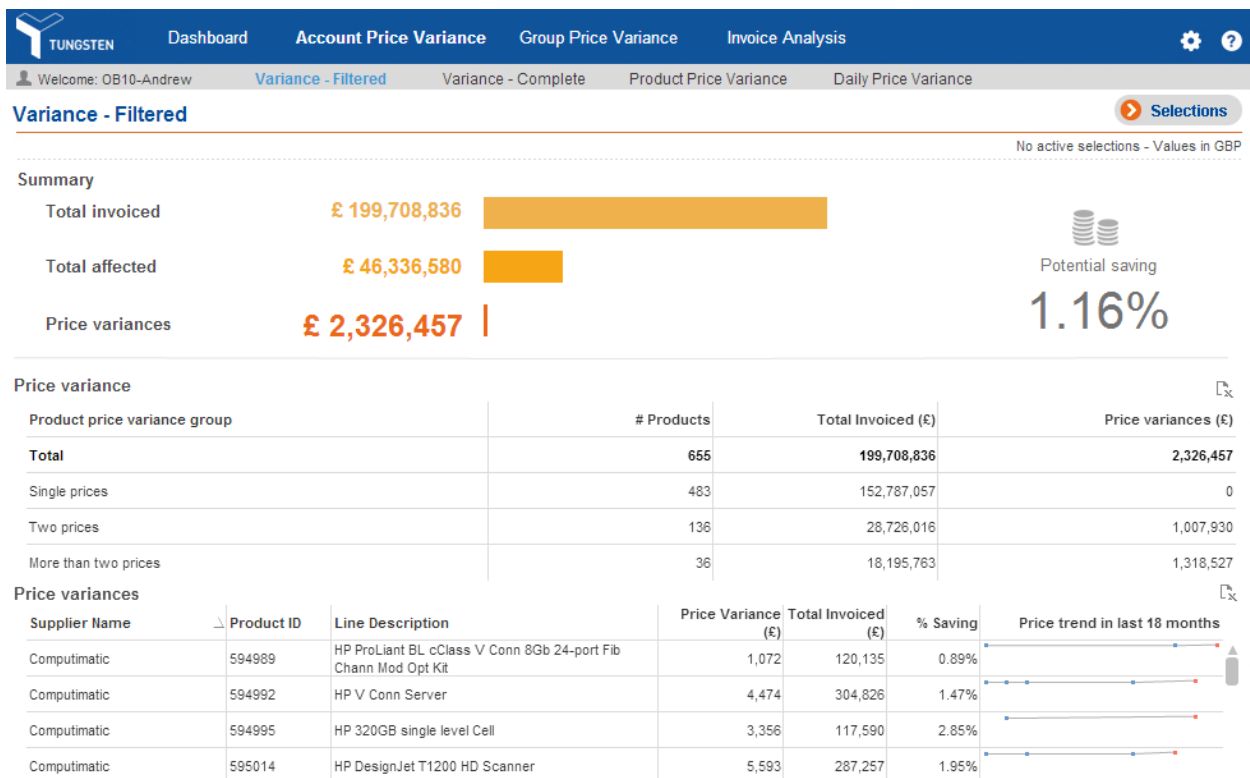 TUNGSTEN Dashboard Account Price Variance Group Price Variance Invoice Analysis ?
Welcome: OB10-Andrew Variance - Filtered Variance - Complete Product Price Variance Daily Price Variance
Variance - Filtered Selections
No active selections - Values in GBP
Summary
Total invoiced £ 199,708,836
Total affected £ 46,336,580
Potential saving
Price variances £ 2,326,457 1.16%
Price variance
Product price variance group # Products Total Invoiced (£) Price variances (£)
Total 655 199,708,836 2,326,457
Single prices 483 152,787,057 0
Two prices 136 28,726,016 1,007,930
More than two prices 36 18,195,763 1,318,527
Price variances
Supplier Name Product ID Line Description Price Variance (£) Total Invoiced (£) % Saving Price trend in last 18 months
Computimatic 594989 HP ProLiant BL cClass V Conn 8Gb 24-port Fib
Chann Mod Opt Kit 1,072 120,135 0.89%
Computimatic 594992 HP V Conn Server 4,474 304,826 1.47%
Computimatic 594995 HP 320GB single level Cell 3,356 117,590 2.85%
Computimatic 595014 HP DesignJet T1200 HD Scanner 5,593 287,257 1.95%